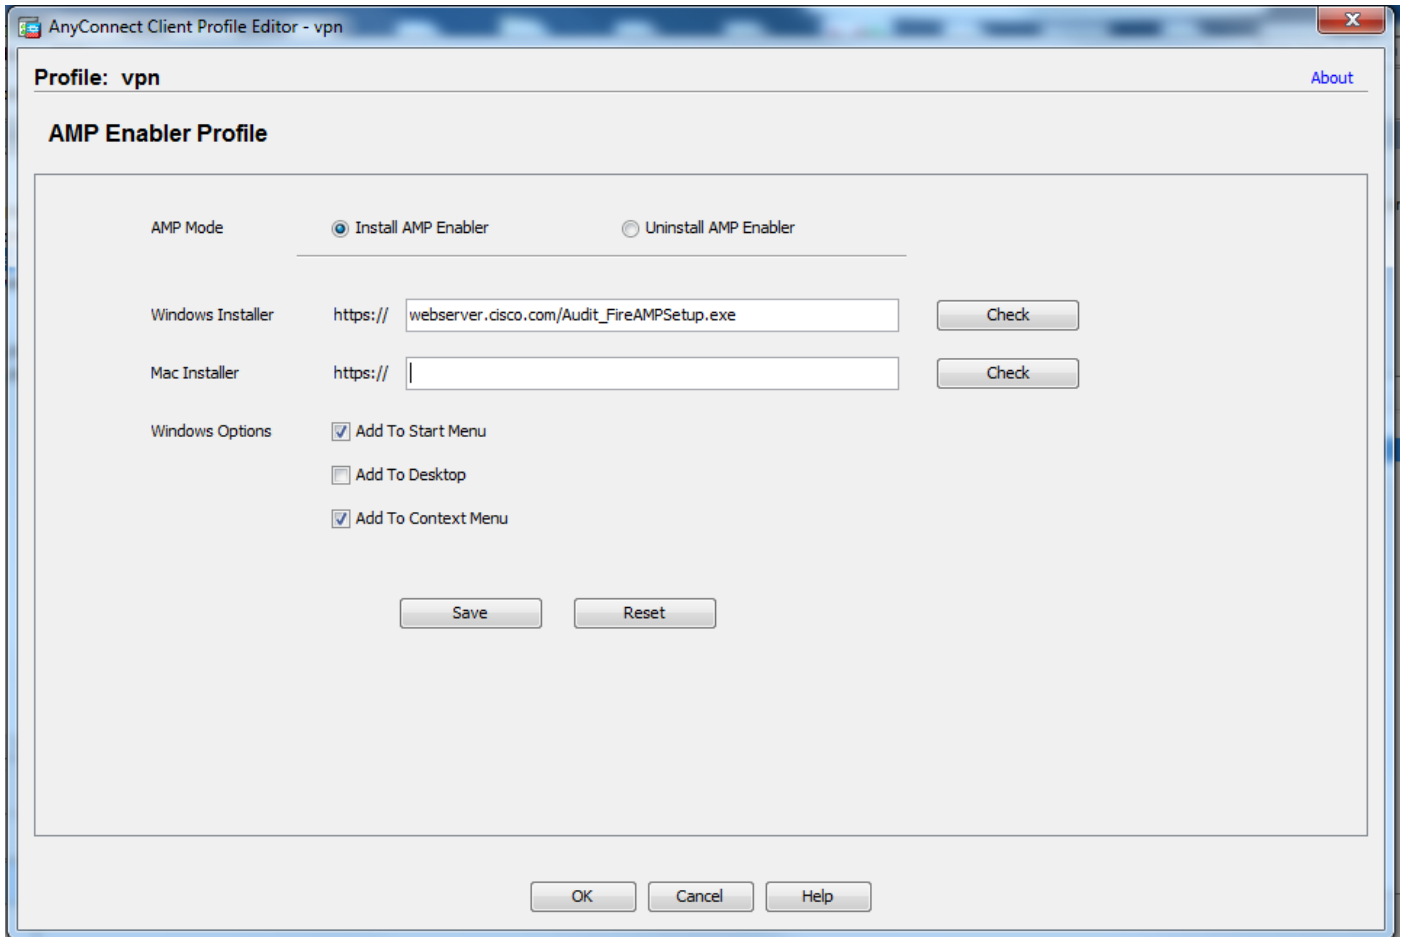 AnyConnect Client Profile Editor - vpn
X
Profile: vpn
About
AMP Enabler Profile
AMP Mode Install AMP Enabler Uninstall AMP Enabler
Windows Installer https:// webserver.cisco.com/Audit_FireAMPSetup.exe Check
Mac Installer https:// Check
Windows Options Add To Start Menu
Add To Desktop
Add To Context Menu
Save Reset
OK Cancel Help